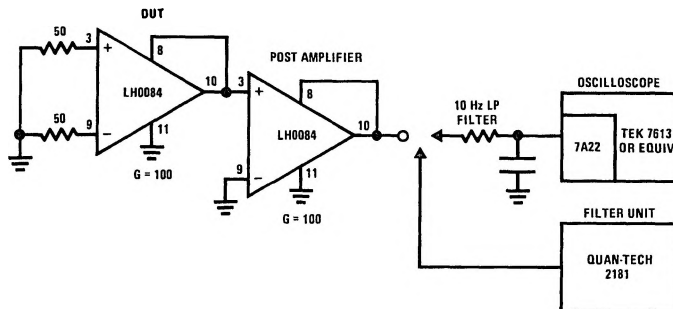 DUT
50
3
+
8
LH0084
10
50
9
−
11
G = 100
POST AMPLIFIER
3
+
8
LH0084
10
9
−
11
G = 100
10 Hz LP
FILTER
OSCILLOSCOPE
7A22
TEK 7613
OR EQUIV
FILTER UNIT
QUAN-TECH
2181